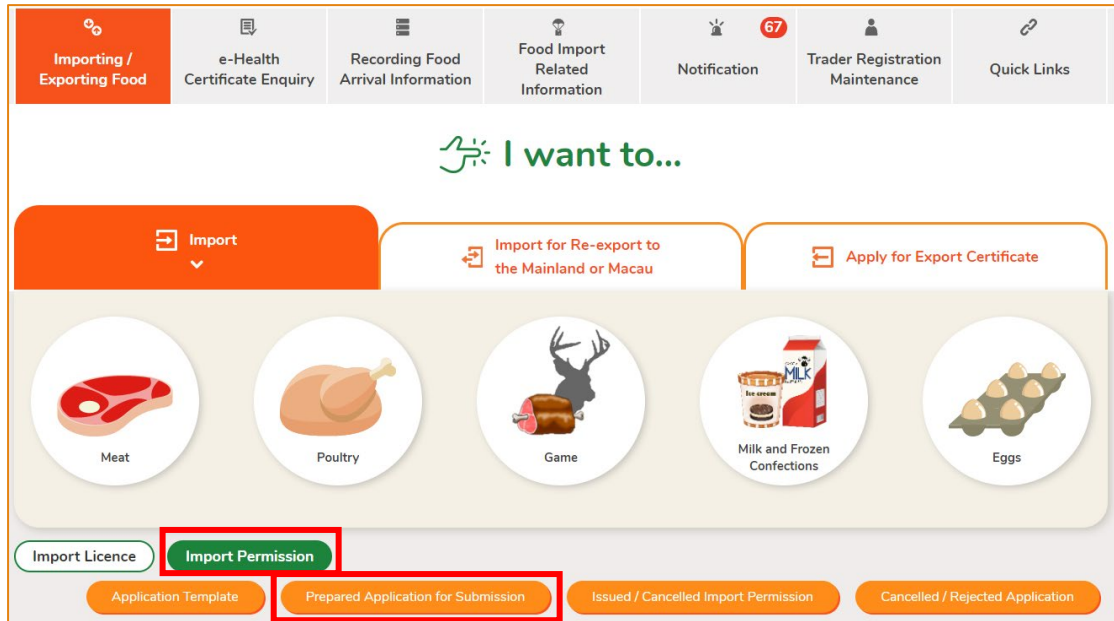 Importing /
Exporting Food
e-Health
Certificate Enquiry
Recording Food
Arrival Information
Food Import
Related
Information
67
Notification
Trader Registration
Maintenance
Quick Links
I want to...
Import
Import for Re-export to
the Mainland or Macau
Apply for Export Certificate
Meat
Poultry
Game
Ice cream
MILK
Milk and Frozen
Confections
Eggs
Import Licence
Import Permission
Application Template
Prepared Application for Submission
Issued / Cancelled Import Permission
Cancelled / Rejected Application